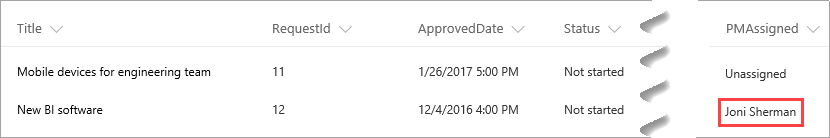 Title RequestId ApprovedDate Status PMAssigned
Mobile devices for engineering team 11 1/26/2017 5:00 PM Not started Unassigned
New BI software 12 12/4/2016 4:00 PM Not started Joni Sherman